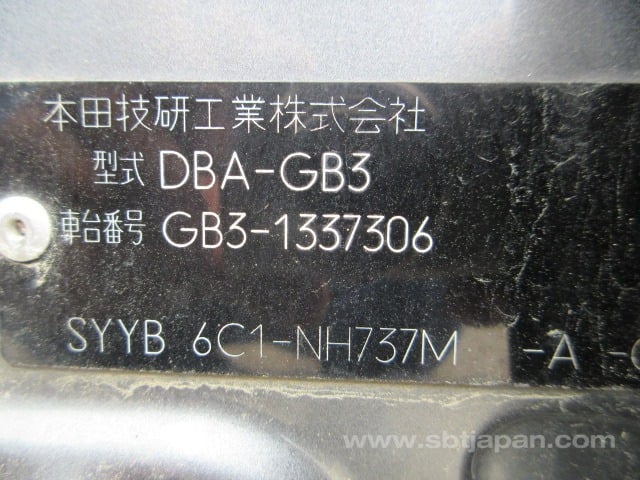 本田技研工業株式会社
型式 DBA-GB3
車台番号 GB3-1337306
SYYB 6C1-NH737M -A -
www.sbtjapan.com